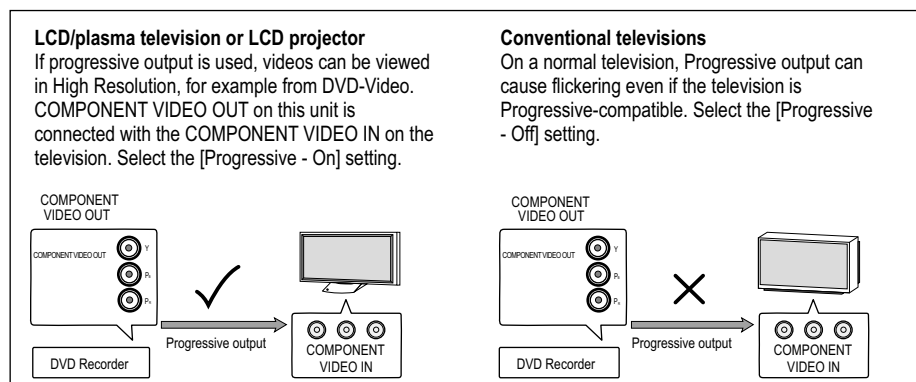 LCD/plasma television or LCD projector
If progressive output is used, videos can be viewed
in High Resolution, for example from DVD-Video.
COMPONENT VIDEO OUT on this unit is
connected with the COMPONENT VIDEO IN on the
television. Select the [Progressive - On] setting.
COMPONENT
VIDEO OUT
COMPONENT VIDEO OUT
Y
PB
PR
Progressive output
DVD Recorder
COMPONENT
VIDEO IN
Conventional televisions
On a normal television, Progressive output can
cause flickering even if the television is
Progressive-compatible. Select the [Progressive
- Off] setting.
COMPONENT
VIDEO OUT
COMPONENT VIDEO OUT
Y
PB
PR
Progressive output
DVD Recorder
COMPONENT
VIDEO IN